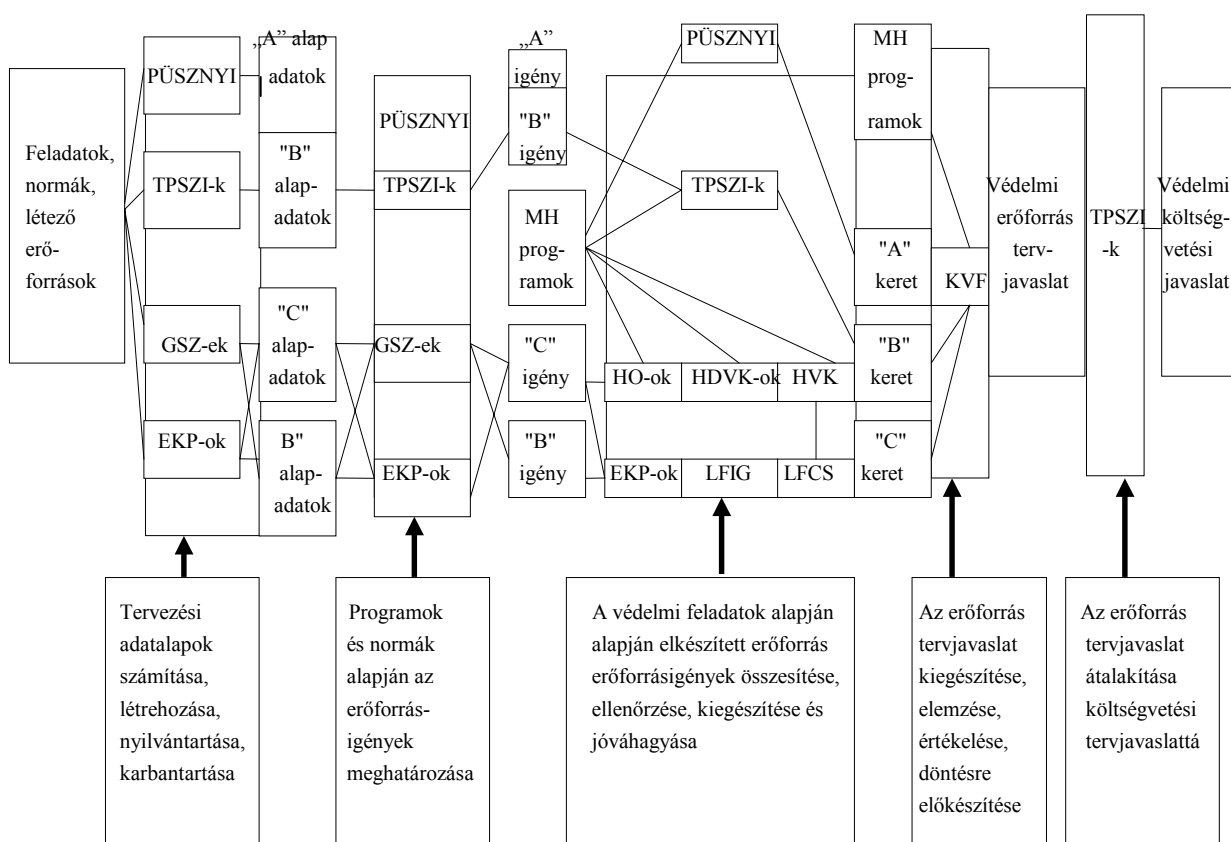 Feladatok,
normák,
létező
erő-
források
PÜSZNYI
TPSZI-k
GSZ-ek
EKP-ok
„A” alap
adatok
"B"
alap-
adatok
"C"
alap-
adatok
B"
alap-
adatok
PÜSZNYI
TPSZI-k
GSZ-ek
EKP-ok
„A”
igény
"B"
igény
MH
prog-
ramok
"C"
igény
"B"
igény
PÜSZNYI
TPSZI-k
HO-ok
HDVK-ok
HVK
EKP-ok
LFIG
LFCS
MH
prog-
ramok
"A"
keret
"B"
keret
"C"
keret
KVF
Védelmi
erőforrás
terv-
javaslat
TPSZI
-k
Védelmi
költség-
vetési
javaslat
Tervezési
adatalapok
számítása,
létrehozása,
nyilvántartása,
karbantartása
Programok
és normák
alapján az
erőforrás-
igények
meghatározása
A védelmi feladatok alapján
alapján elkészített erőforrás
erőforrásigények összesítése,
ellenőrzése, kiegészítése és
jóváhagyása
Az erőforrás
tervjavaslat
kiegészítése,
elemzése,
értékelése,
döntésre
előkészítése
Az erőforrás
tervjavaslat
átalakítása
költségvetési
tervjavaslattá